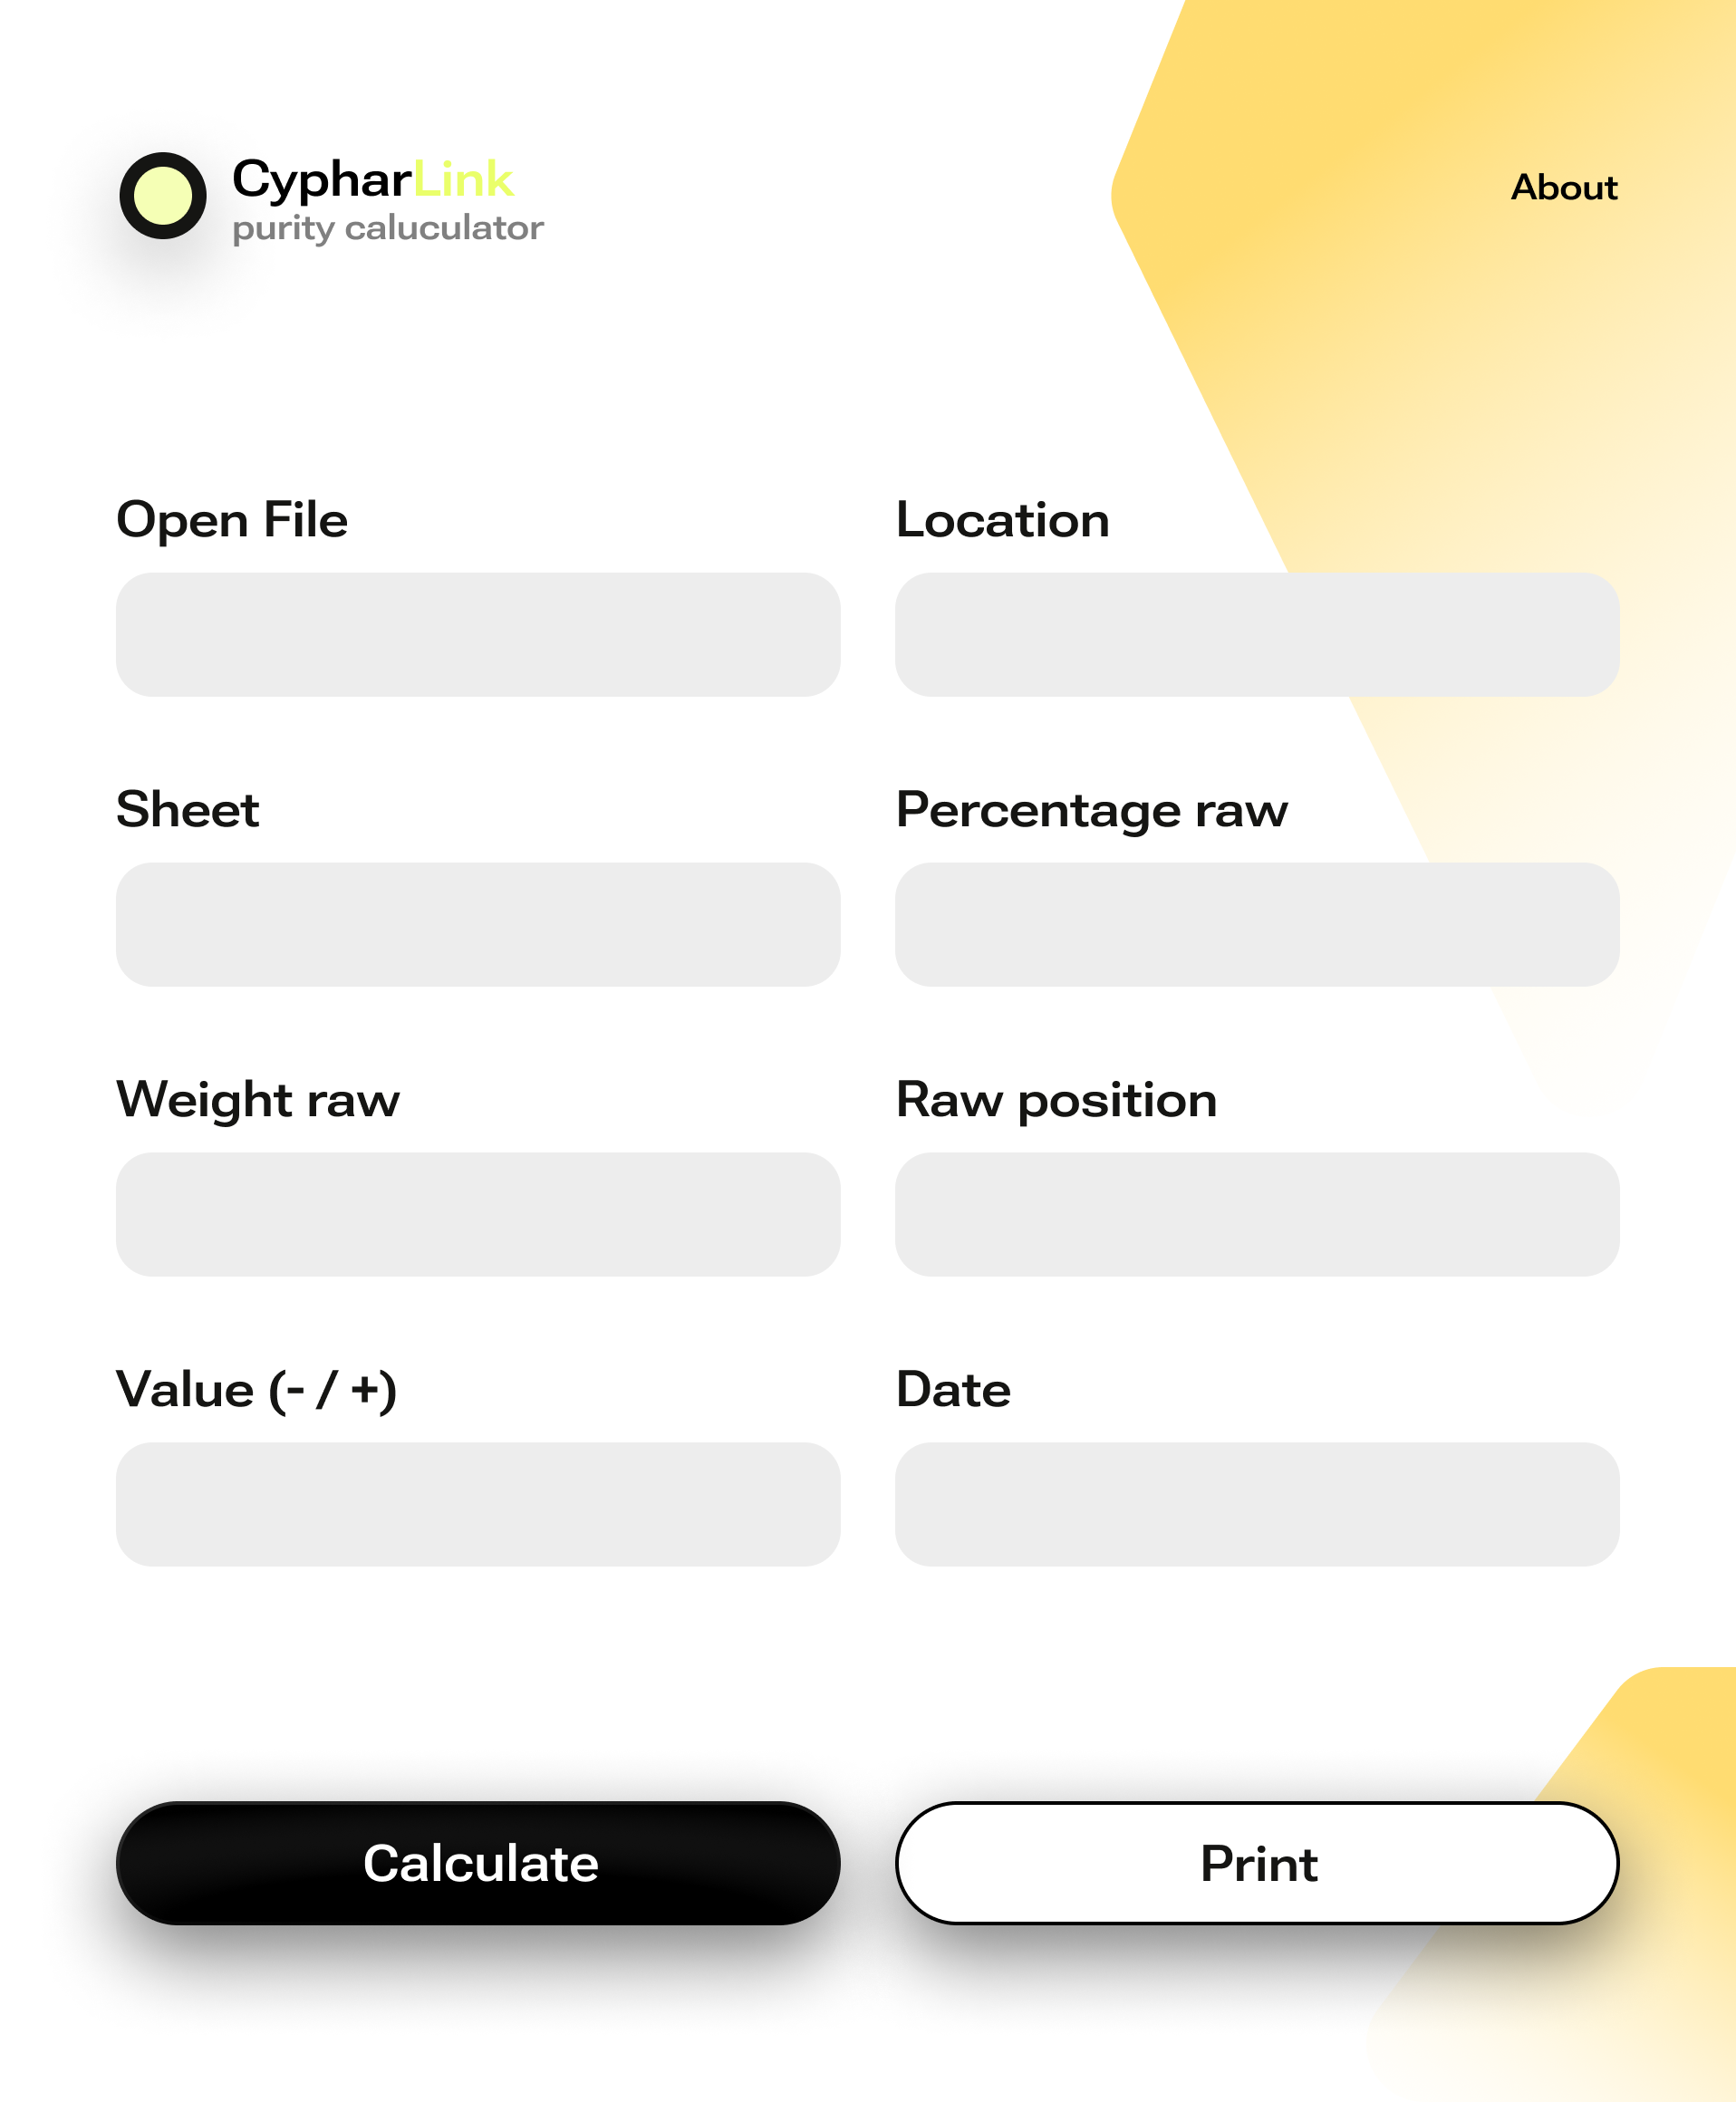 CypharLink
purity caluculator
About
Open File
Location
Sheet
Percentage raw
Weight raw
Raw position
Value (- / +)
Date
Calculate
Print